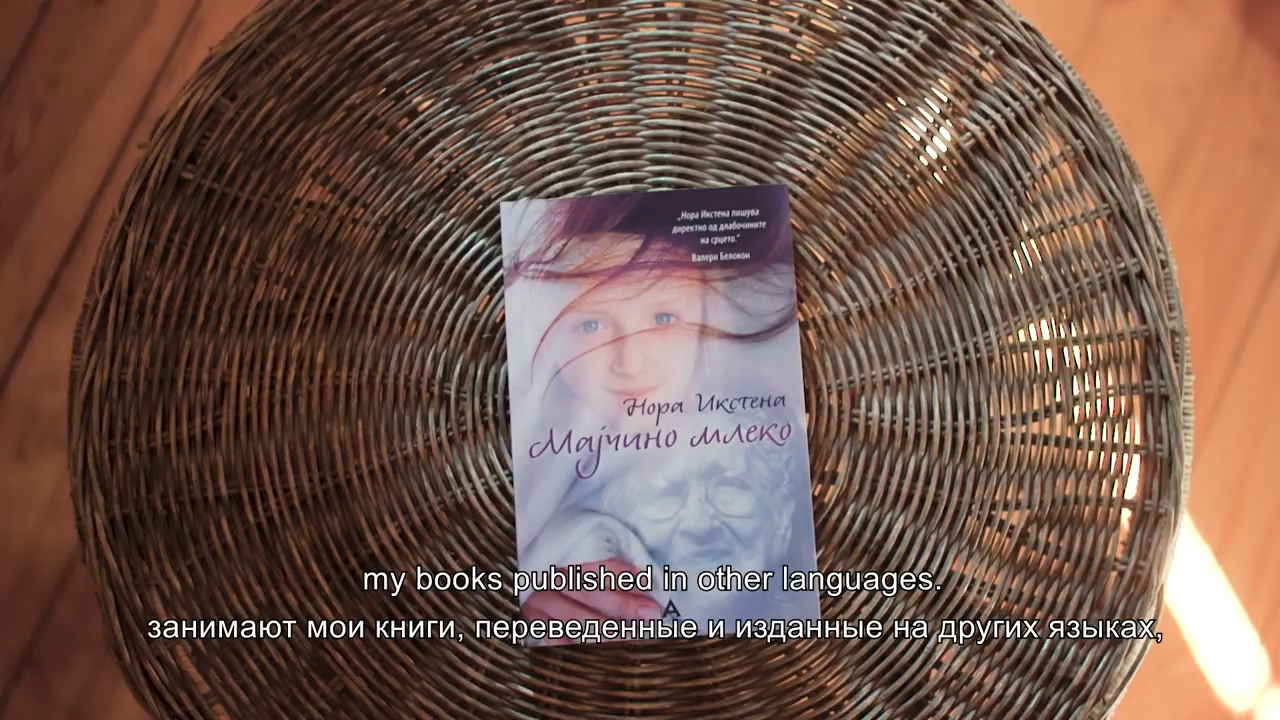 „Нора Икстена пишува
директно од длабочините
на срцето.“
Валери Белокон
Нора Икстена
Мајчино млеко
А
my books published in other languages.
занимают мои книги, переведенные и изданные на других языках,